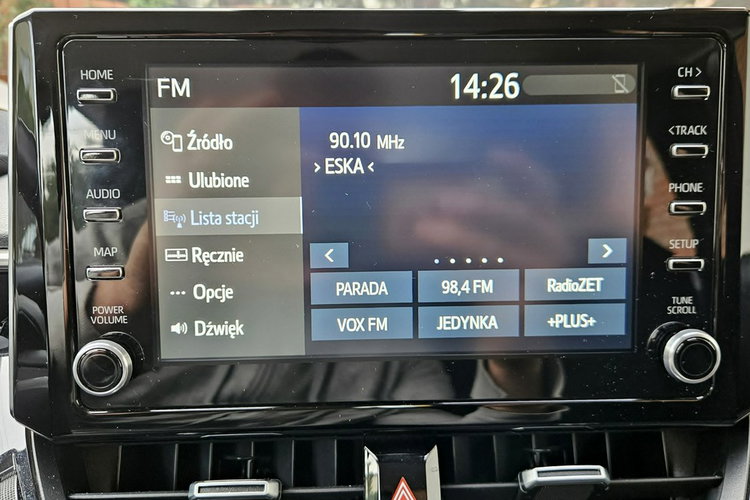 HOME
MENU
AUDIO
MAP
POWER
VOLUME
FM
14:26
Źródło
Ulubione
Lista stacji
Ręcznie
Opcje
Dźwięk
90.10 MHz
› ESKA ‹
<
>
PARADA
98,4 FM
RadioZET
VOX FM
JEDYNKA
+PLUS+
CH >
< TRACK
PHONE
SETUP
TUNE
SCROLL